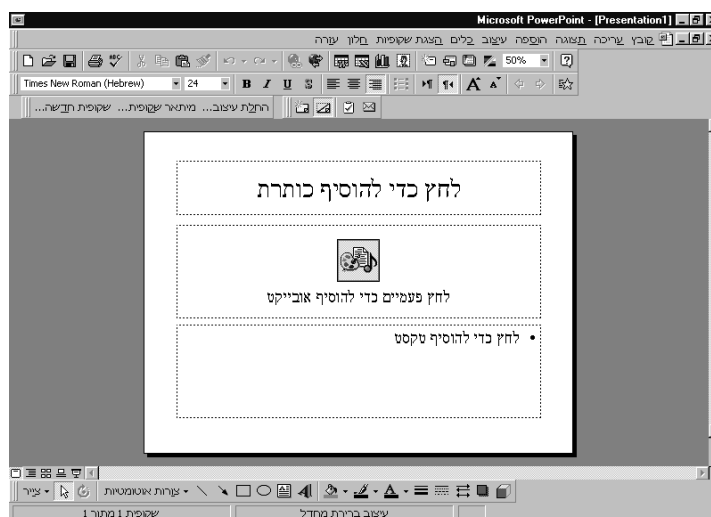 Microsoft PowerPoint - [Presentation1]
קובץ עריכה תצוגה הוספה עיצוב כלים הצגת שקופיות חלון עזרה
50%
Times New Roman (Hebrew) 24 B I U S A A
החלת עיצוב... מיתאר שקופית... שקופית חדשה...
לחץ כדי להוסיף כותרת
לחץ פעמיים כדי להוסיף אובייקט
• לחץ כדי להוסיף טקסט
צייר צורות אוטומטיות
שקופית 1 מתוך 1 עיצוב ברירת מחדל